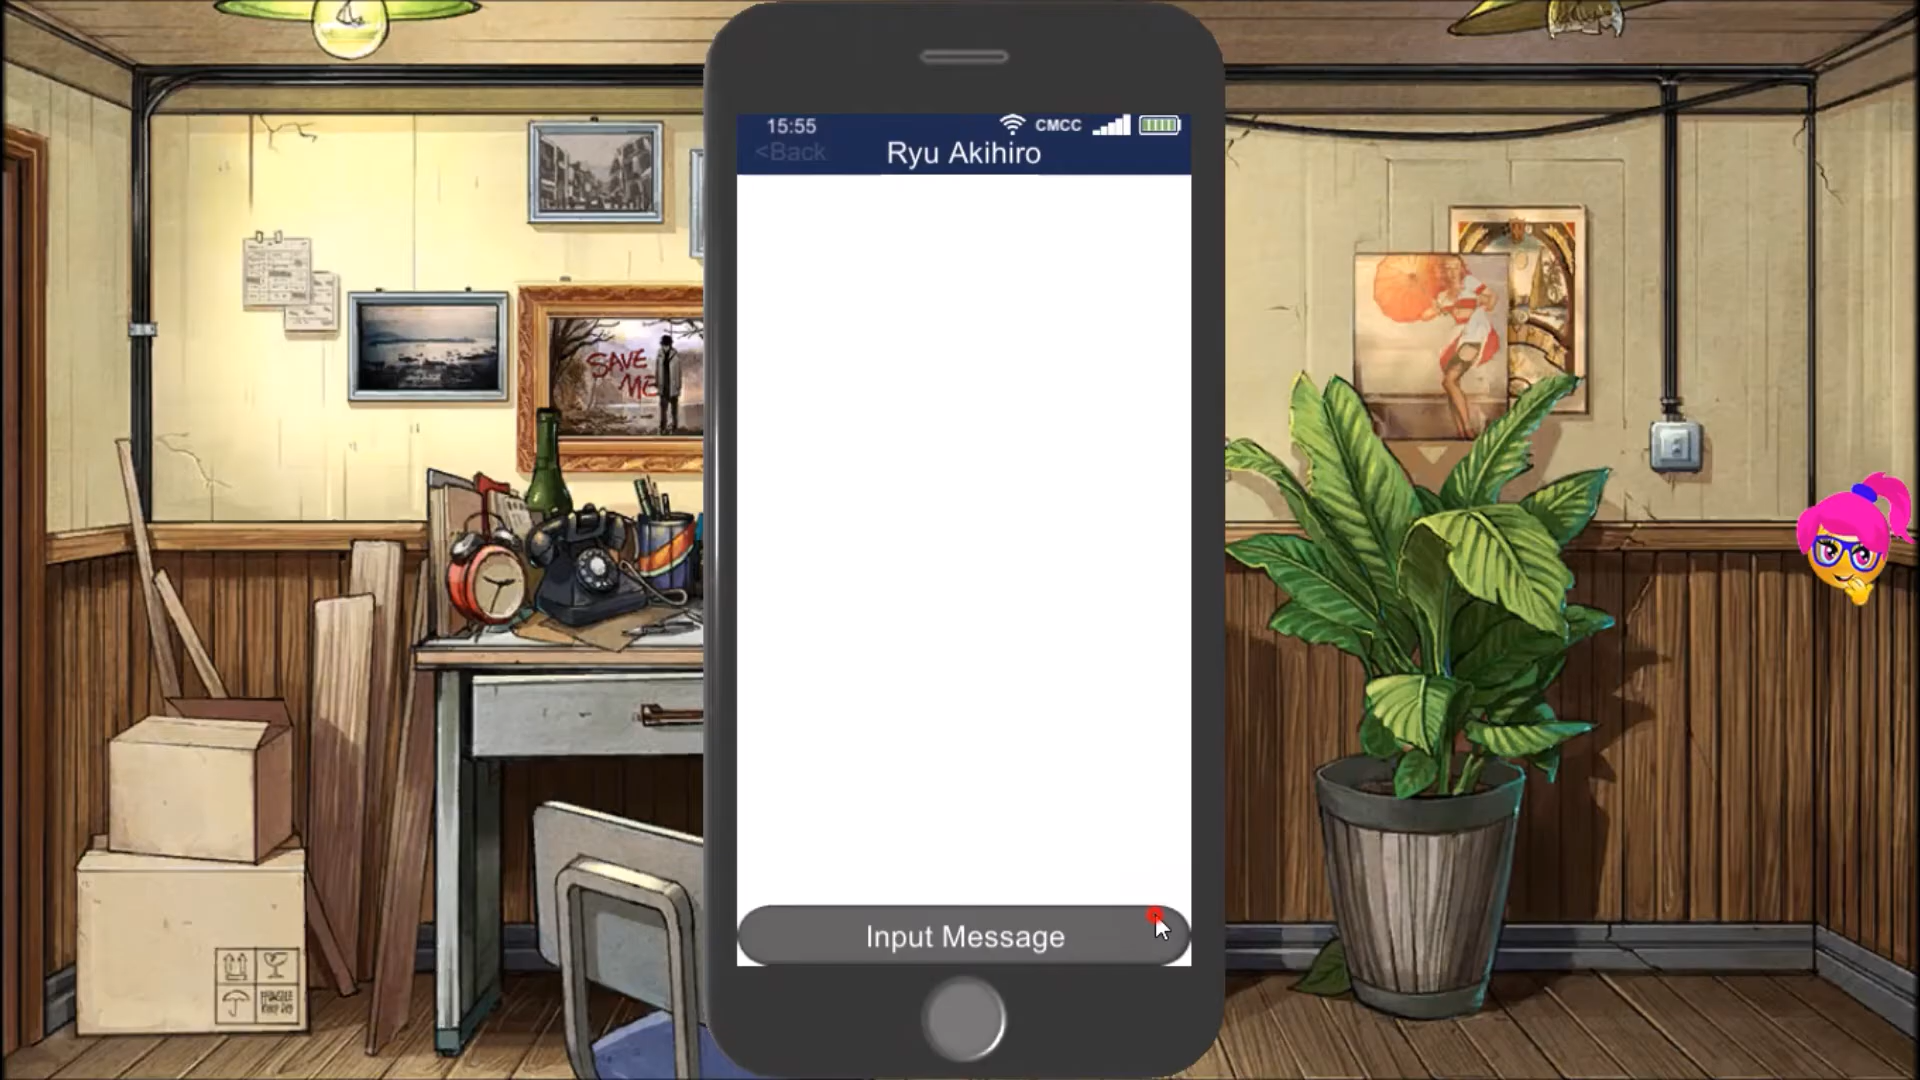 15:55 CMCC
<Back Ryu Akihiro
SAVE
ME
Input Message